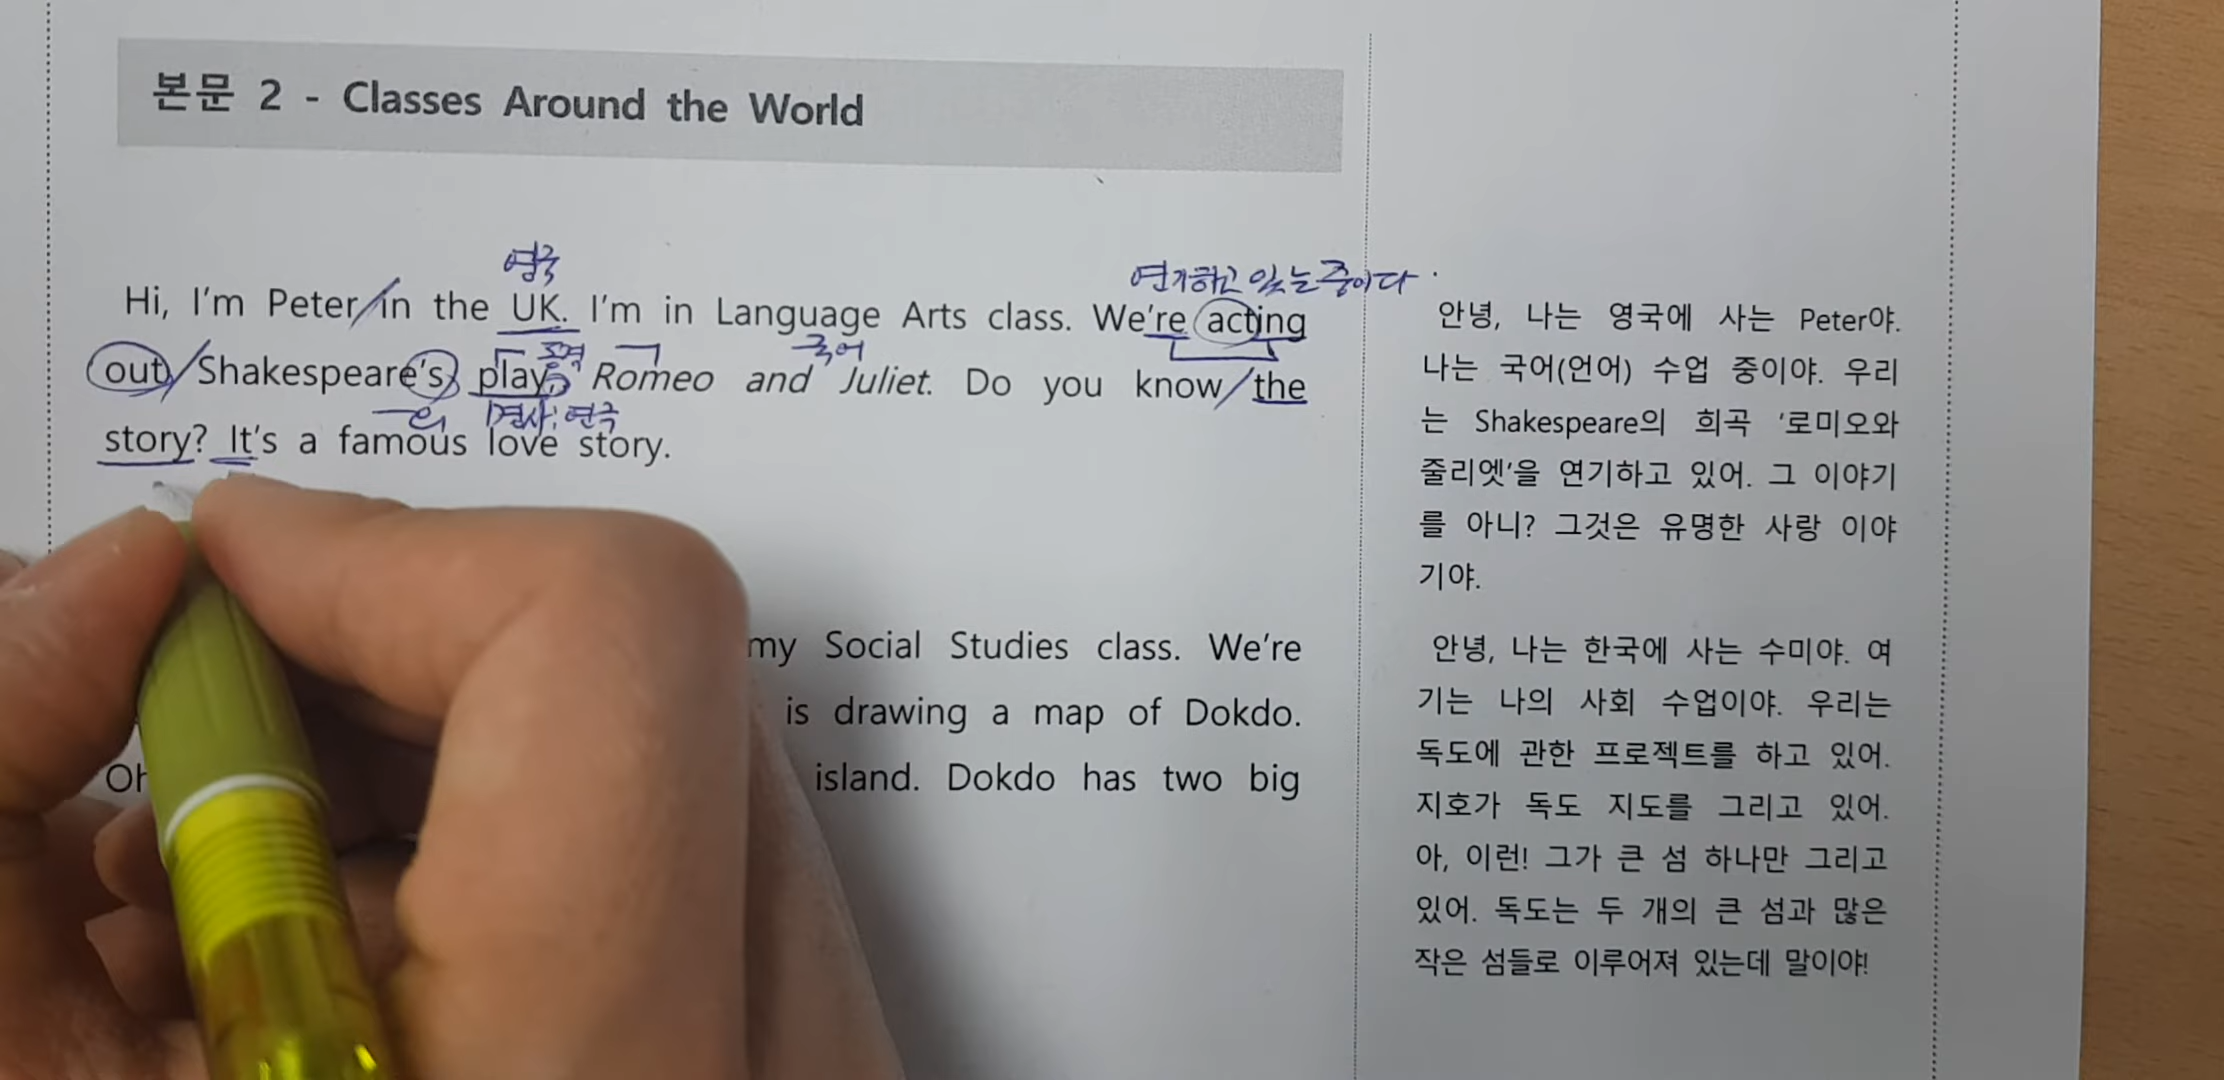 본문 2 - Classes Around the World
영국
연기하고 있는 중이다.
Hi, I'm Peter in the UK. I'm in Language Arts class. We're acting
동격 국어
out Shakespeare's play, Romeo and Juliet. Do you know the
~의 명사: 연극
story? It's a famous love story.
my Social Studies class. We're
is drawing a map of Dokdo.
island. Dokdo has two big
안녕, 나는 영국에 사는 Peter야.
나는 국어(언어) 수업 중이야. 우리
는 Shakespeare의 희곡 '로미오와
줄리엣'을 연기하고 있어. 그 이야기
를 아니? 그것은 유명한 사랑 이야
기야.
안녕, 나는 한국에 사는 수미야. 여
기는 나의 사회 수업이야. 우리는
독도에 관한 프로젝트를 하고 있어.
지호가 독도 지도를 그리고 있어.
아, 이런! 그가 큰 섬 하나만 그리고
있어. 독도는 두 개의 큰 섬과 많은
작은 섬들로 이루어져 있는데 말이야!